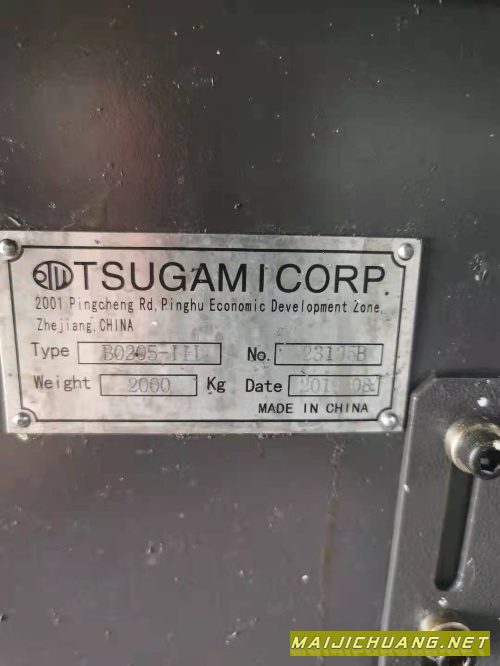 TSUGAMI CORP
2001 Pingcheng Rd,Pinghu Economic Development Zone,
Zhejiang,CHINA
Type B0205-III No. 23135B
Weight 2000 Kg Date
MADE IN CHINA
MAIJICHUANG.NET